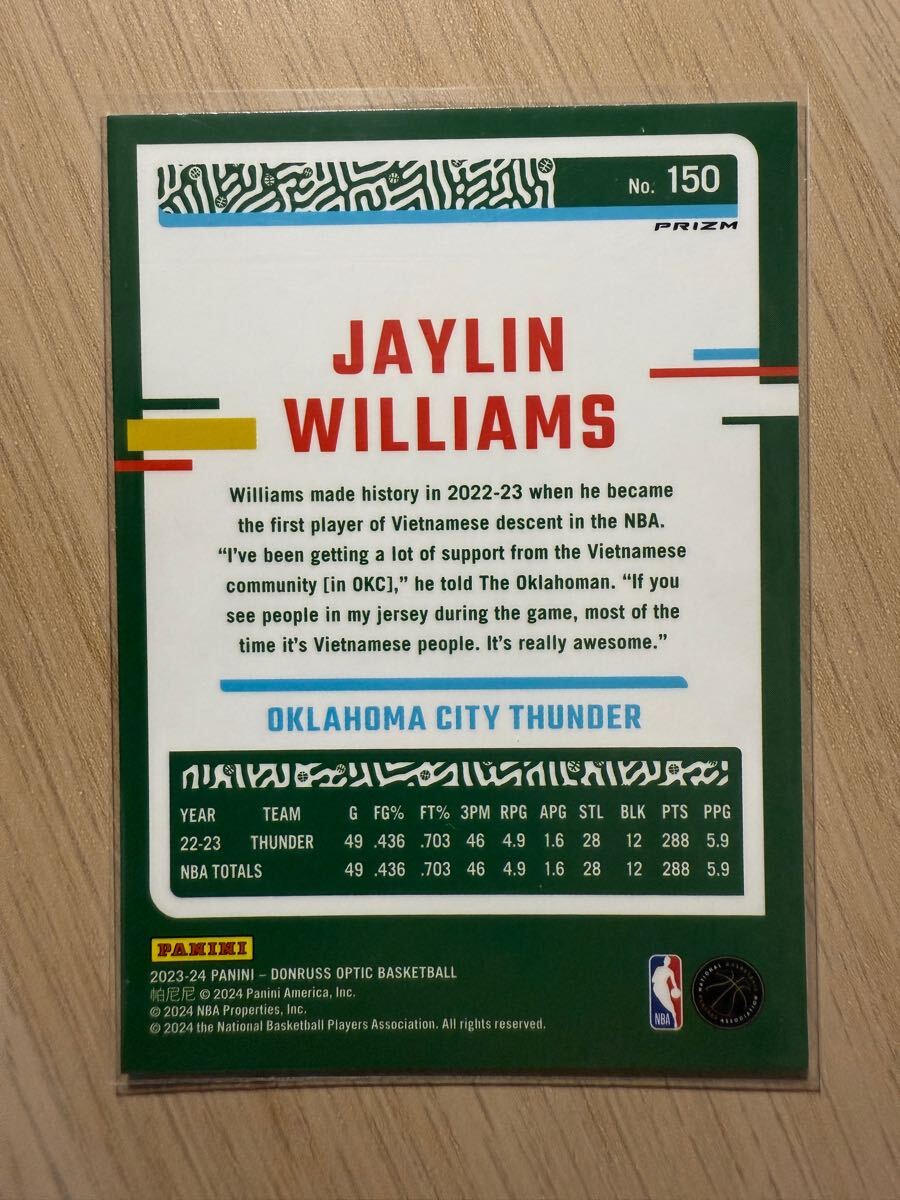 No. 150
PRIZM
JAYLIN
WILLIAMS
Williams made history in 2022-23 when he became
the first player of Vietnamese descent in the NBA.
“I’ve been getting a lot of support from the Vietnamese
community [in OKC],” he told The Oklahoman. “If you
see people in my jersey during the game, most of the
time it’s Vietnamese people. It’s really awesome.”
OKLAHOMA CITY THUNDER
YEAR TEAM G FG% FT% 3PM RPG APG STL BLK PTS PPG
22-23 THUNDER 49 .436 .703 46 4.9 1.6 28 12 288 5.9
NBA TOTALS 49 .436 .703 46 4.9 1.6 28 12 288 5.9
PANINI
2023-24 PANINI – DONRUSS OPTIC BASKETBALL
帕尼尼 © 2024 Panini America, Inc.
© 2024 NBA Properties, Inc.
© 2024 the National Basketball Players Association. All rights reserved.
NBA
NATIONAL BASKETBALL PLAYERS ASSOCIATION